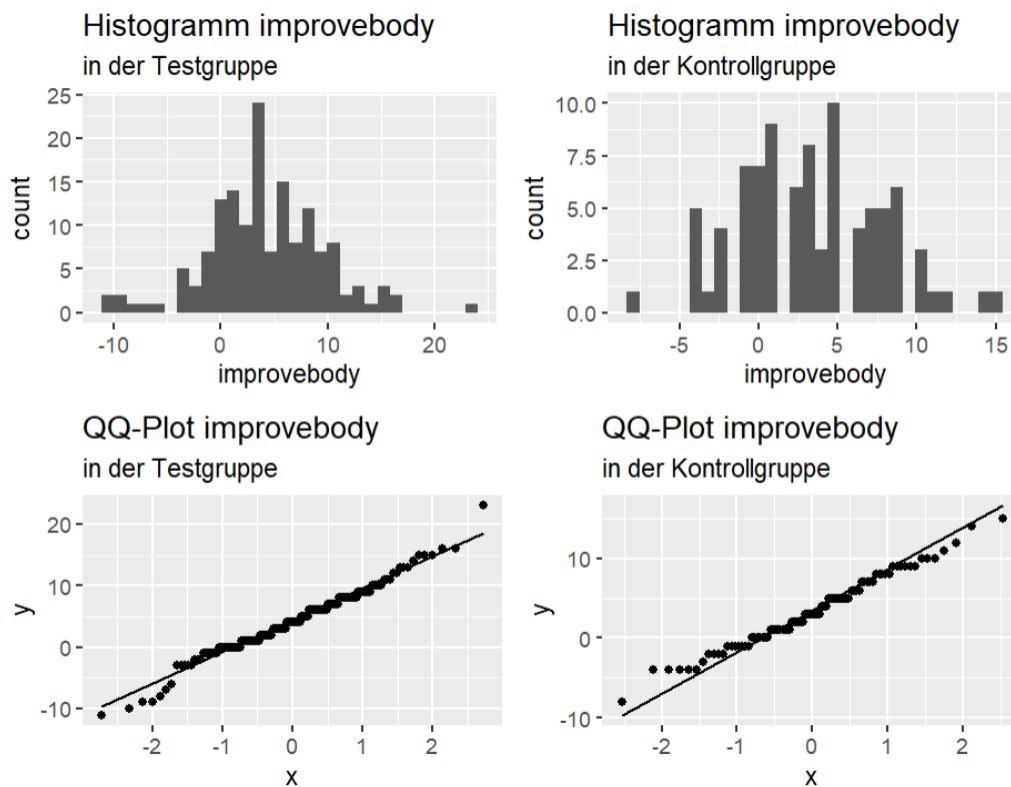 Histogramm improvebody
in der Testgruppe
25
20
15
10
5
0
count
-10 0 10 20
improvebody
Histogramm improvebody
in der Kontrollgruppe
10.0
7.5
5.0
2.5
0.0
count
-5 0 5 10 15
improvebody
QQ-Plot improvebody
in der Testgruppe
20
10
0
-10
y
-2 -1 0 1 2
x
QQ-Plot improvebody
in der Kontrollgruppe
10
0
-10
y
-2 -1 0 1 2
x